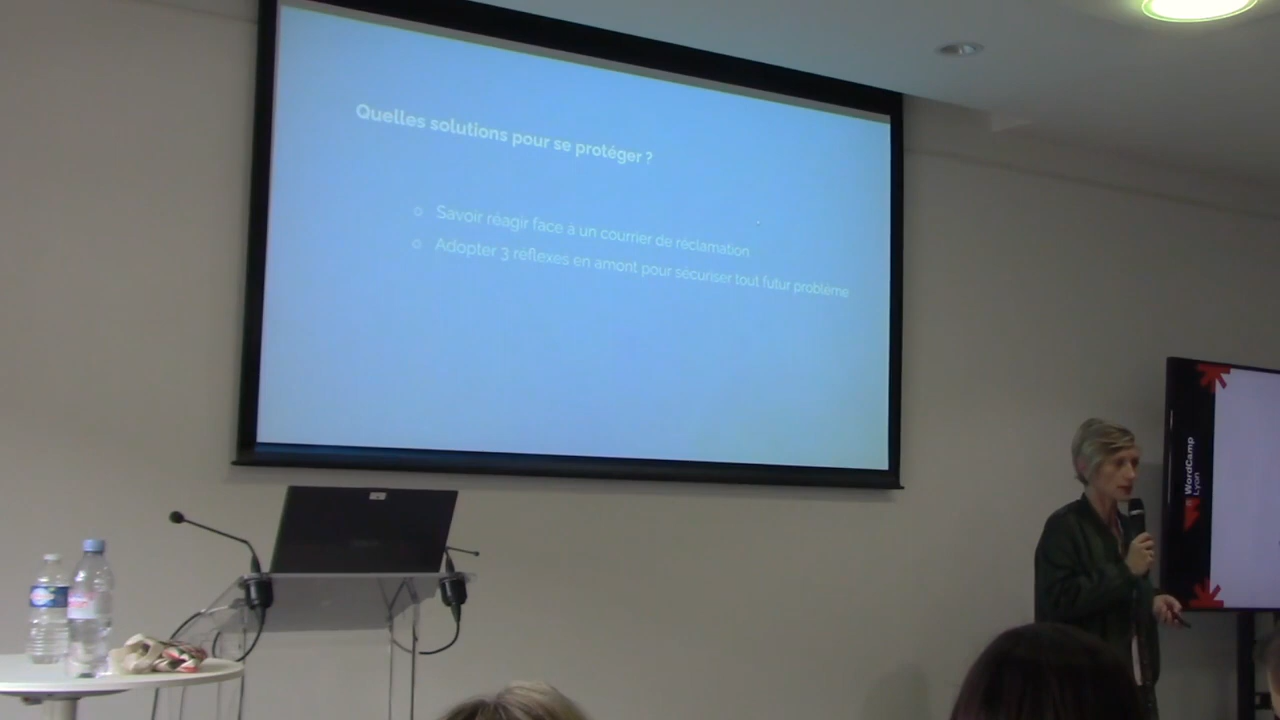 Quelles solutions pour se protéger ?
Savoir réagir face à un courrier de réclamation
Adopter 3 réflexes en amont pour sécuriser tout futur problème
WordCamp
Lyon